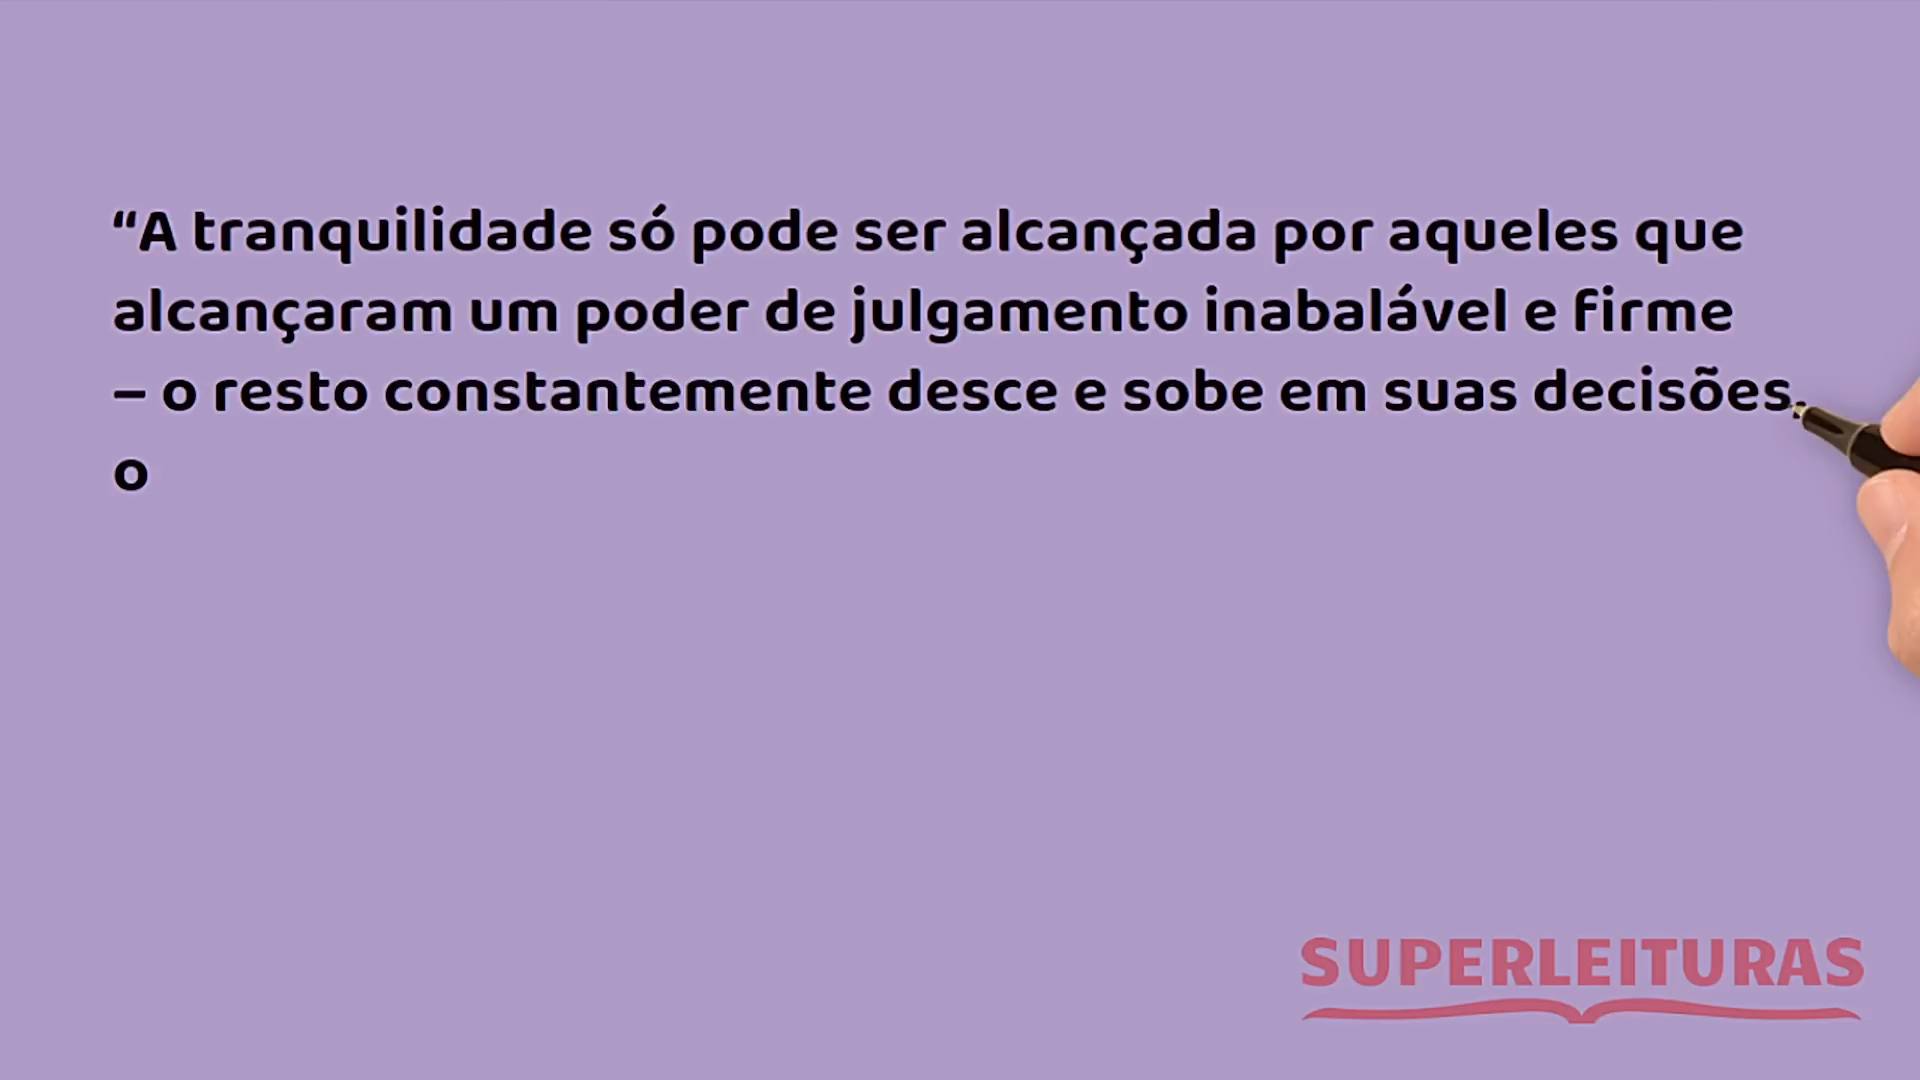 “A tranquilidade só pode ser alcançada por aqueles que
alcançaram um poder de julgamento inabalável e firme
– o resto constantemente desce e sobe em suas decisões,
o
SUPERLEITURAS